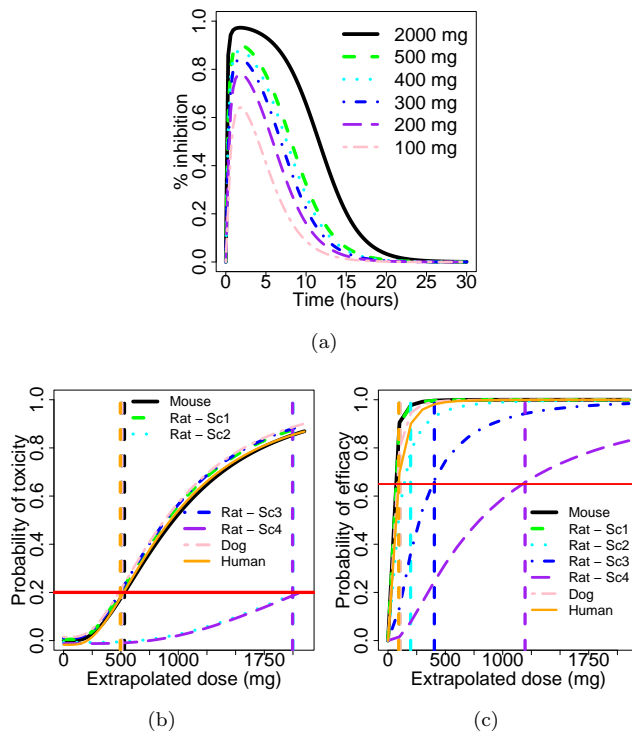 2000 mg
500 mg
400 mg
300 mg
200 mg
100 mg
% inhibition
0.0 0.2 0.4 0.6 0.8 1.0
0 5 10 15 20 25 30
Time (hours)
(a)
Mouse
Rat – Sc1
Rat – Sc2
Rat – Sc3
Rat – Sc4
Dog
Human
Probability of toxicity
0.0 0.2 0.4 0.6 0.8 1.0
0 500 1000 1750
Extrapolated dose (mg)
(b)
Mouse
Rat – Sc1
Rat – Sc2
Rat – Sc3
Rat – Sc4
Dog
Human
Probability of efficacy
0.0 0.2 0.4 0.6 0.8 1.0
0 500 1000 1750
Extrapolated dose (mg)
(c)